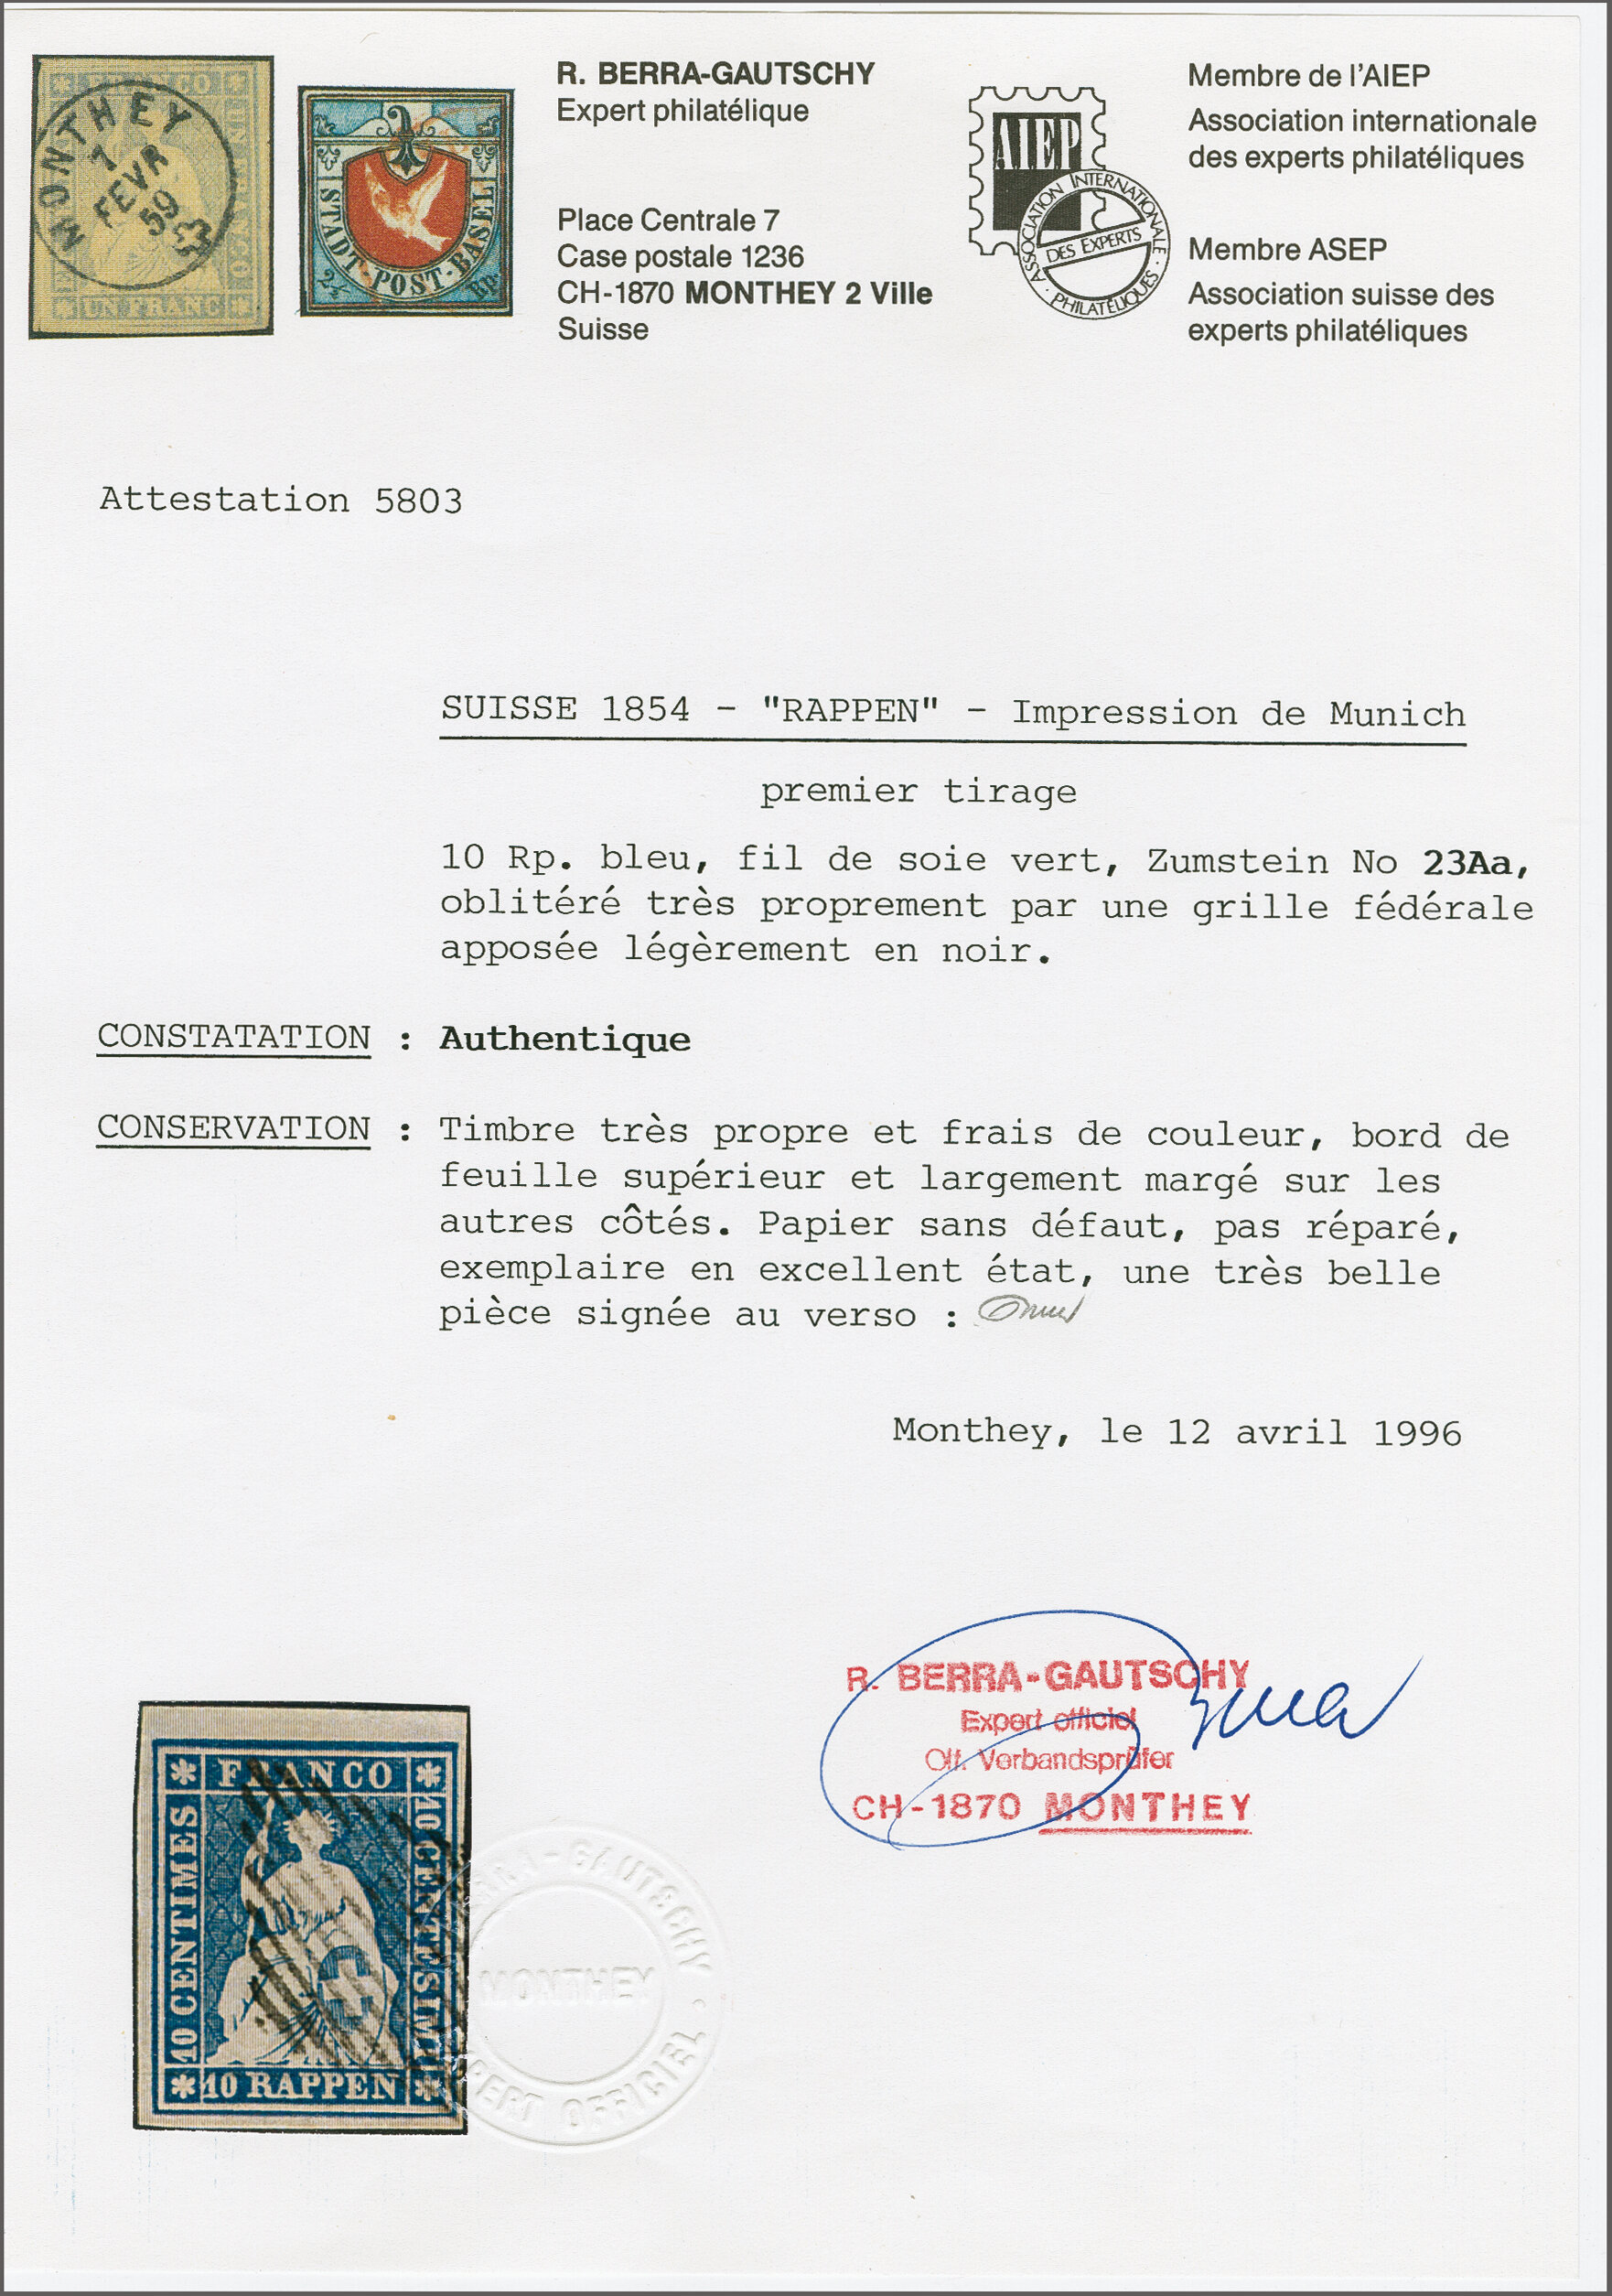 FRANCO
MONTHEY
1
FEVR
59
UN FRANC
STADT-POST-BASEL
2½ Rp.
R. BERRA-GAUTSCHY
Expert philatélique
Place Centrale 7
Case postale 1236
CH-1870 MONTHEY 2 Ville
Suisse
AIEP
ASSOCIATION INTERNATIONALE
DES EXPERTS
PHILATÉLIQUES
Membre de l'AIEP
Association internationale
des experts philatéliques
Membre ASEP
Association suisse des
experts philatéliques
Attestation 5803
SUISSE 1854 - "RAPPEN" - Impression de Munich
premier tirage
10 Rp. bleu, fil de soie vert, Zumstein No 23Aa,
oblitéré très proprement par une grille fédérale
apposée légèrement en noir.
CONSTATATION : Authentique
CONSERVATION : Timbre très propre et frais de couleur, bord de
feuille supérieur et largement margé sur les
autres côtés. Papier sans défaut, pas réparé,
exemplaire en excellent état, une très belle
pièce signée au verso :
Monthey, le 12 avril 1996
R. BERRA-GAUTSCHY
Expert officiel
Off. Verbandsprüfer
CH-1870 MONTHEY
FRANCO
10 CENTIMES
10 CENTESIMI
10 RAPPEN
BERRA-GAUTSCHY
MONTHEY
EXPERT OFFICIEL